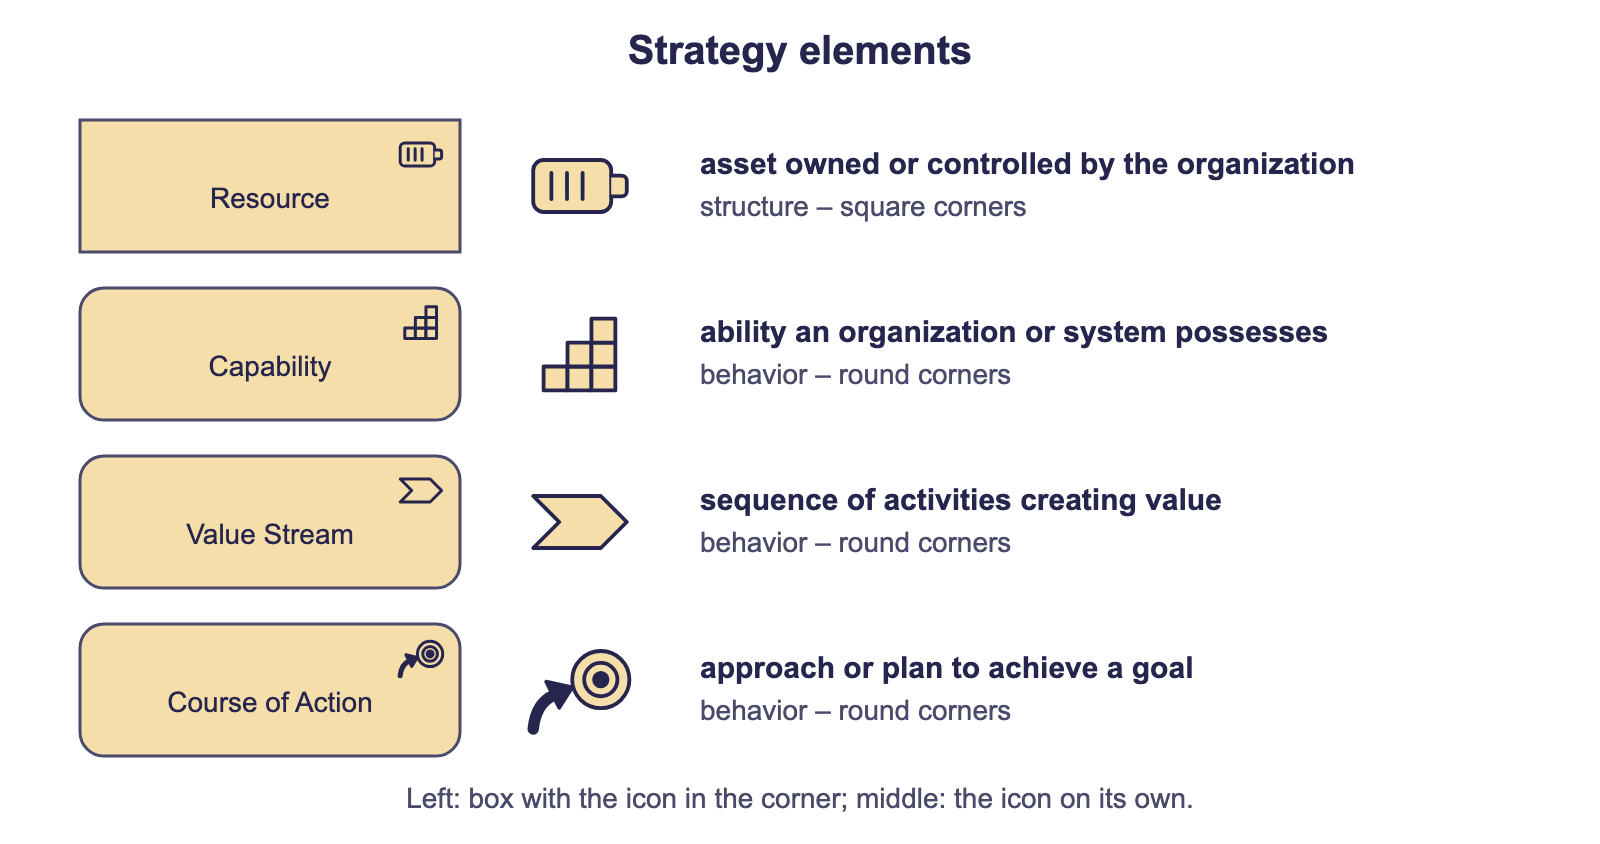 Strategy elements
Resource
asset owned or controlled by the organization
structure – square corners
Capability
ability an organization or system possesses
behavior – round corners
Value Stream
sequence of activities creating value
behavior – round corners
Course of Action
approach or plan to achieve a goal
behavior – round corners
Left: box with the icon in the corner; middle: the icon on its own.